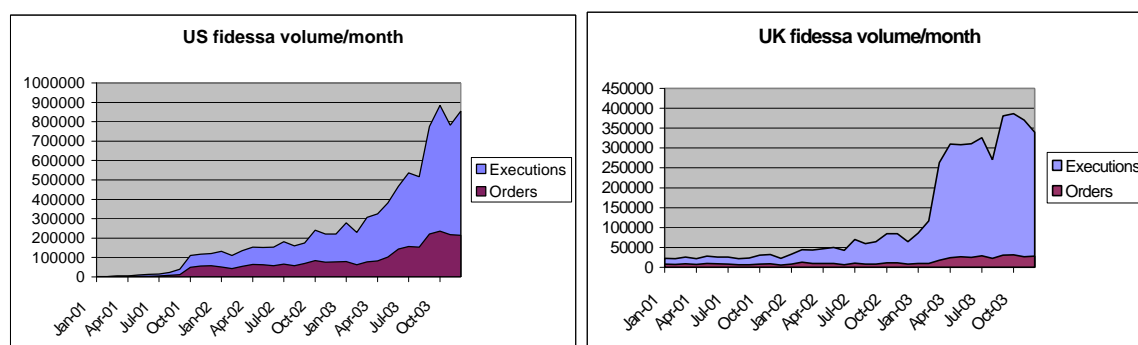 US fidessa volume/month
1000000
900000
800000
700000
600000
500000
400000
300000
200000
100000
0
Jan-01
Apr-01
Jul-01
Oct-01
Jan-02
Apr-02
Jul-02
Oct-02
Jan-03
Apr-03
Jul-03
Oct-03
Executions
Orders
UK fidessa volume/month
450000
400000
350000
300000
250000
200000
150000
100000
50000
0
Jan-01
Apr-01
Jul-01
Oct-01
Jan-02
Apr-02
Jul-02
Oct-02
Jan-03
Apr-03
Jul-03
Oct-03
Executions
Orders